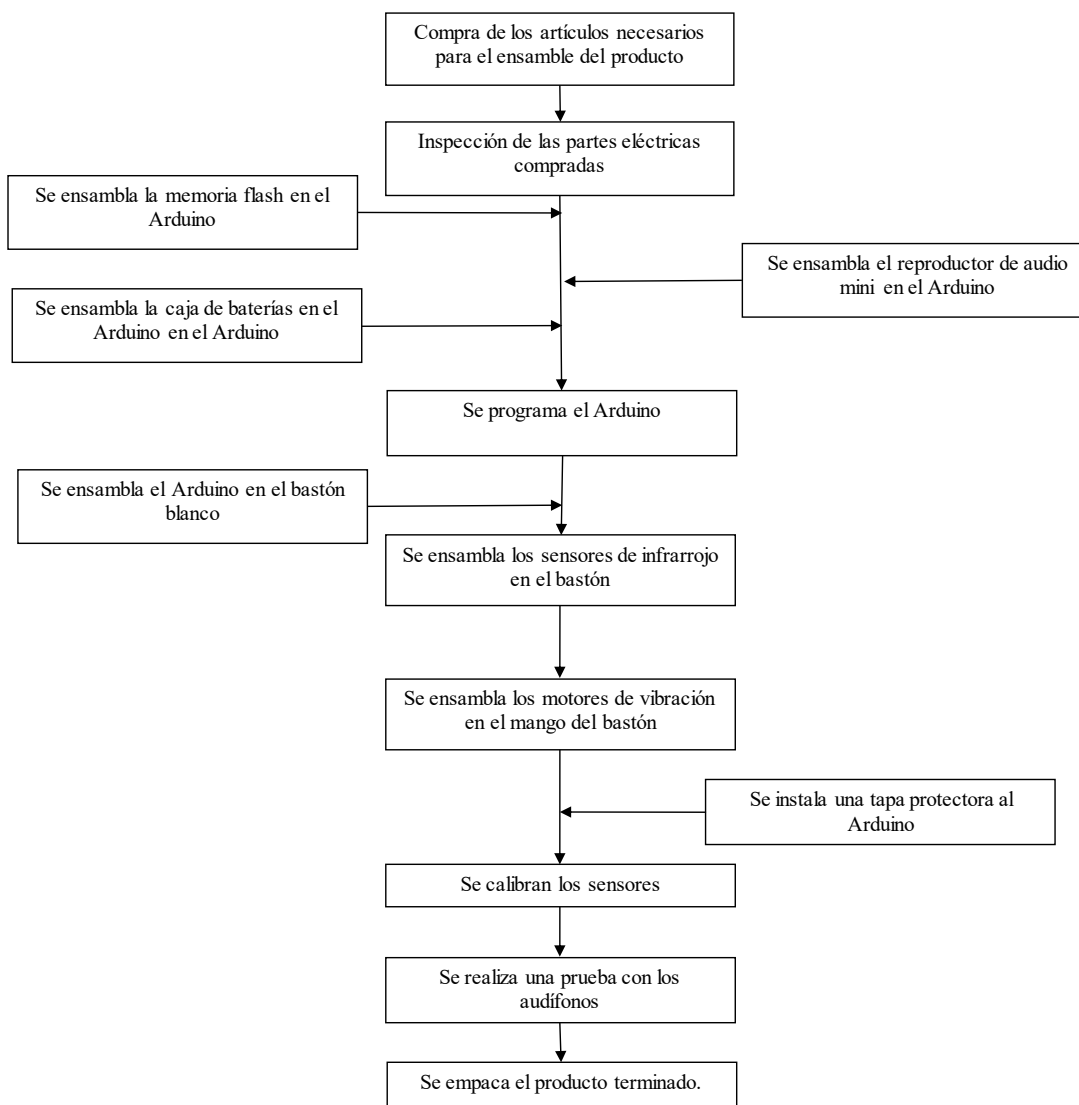 Compra de los artículos necesarios
para el ensamble del producto
Inspección de las partes eléctricas
compradas
Se ensambla la memoria flash en el
Arduino
Se ensambla el reproductor de audio
mini en el Arduino
Se ensambla la caja de baterías en el
Arduino en el Arduino
Se programa el Arduino
Se ensambla el Arduino en el bastón
blanco
Se ensambla los sensores de infrarrojo
en el bastón
Se ensambla los motores de vibración
en el mango del bastón
Se instala una tapa protectora al
Arduino
Se calibran los sensores
Se realiza una prueba con los
audífonos
Se empaca el producto terminado.